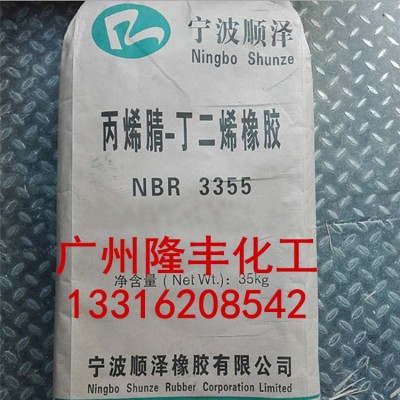 宁波顺泽
Ningbo Shunze
丙烯腈-丁二烯橡胶
NBR 3355
广州隆丰化工
净含量(Net Wt.): 35kg
13316208542
宁波顺泽橡胶有限公司
Ningbo Shunze Rubber Corporation Limited